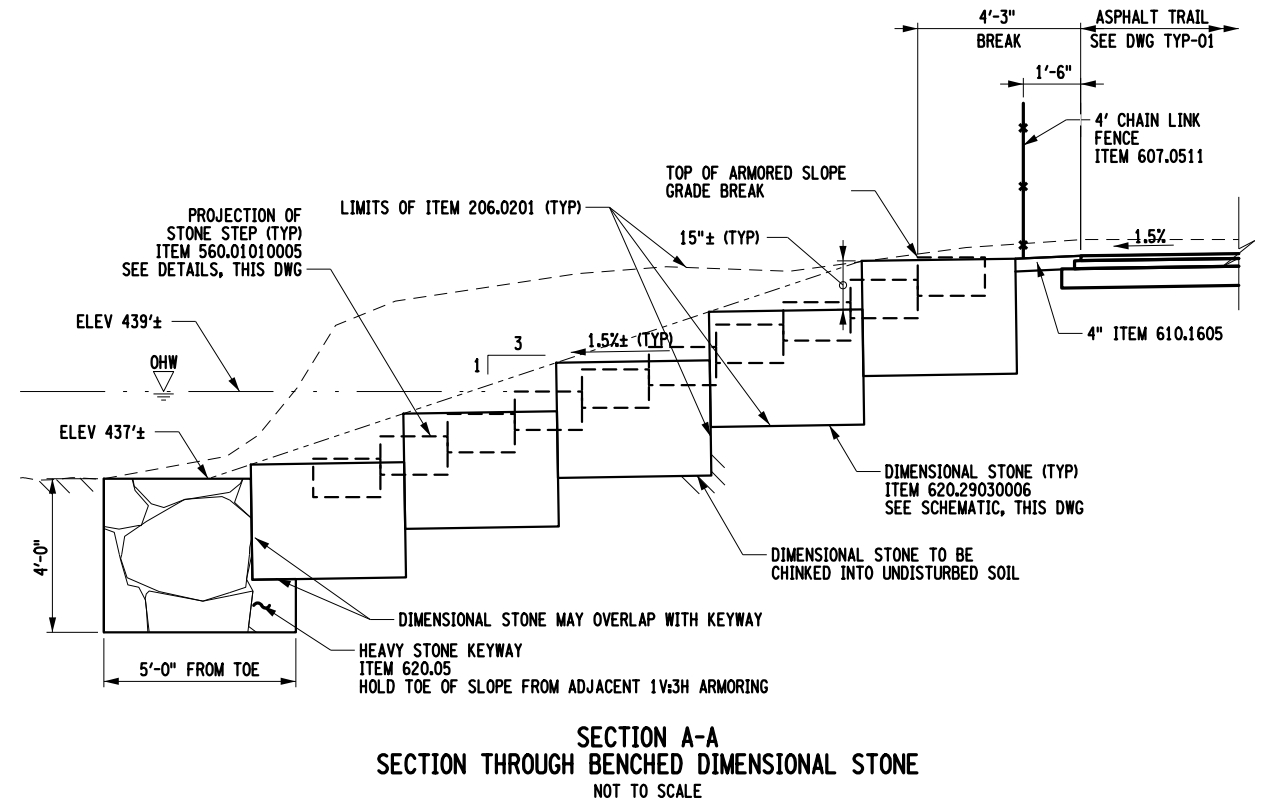 4'-3"
BREAK
ASPHALT TRAIL
SEE DWG TYP-01
1'-6"
4' CHAIN LINK
FENCE
ITEM 607.0511
TOP OF ARMORED SLOPE
GRADE BREAK
LIMITS OF ITEM 206.0201 (TYP)
PROJECTION OF
STONE STEP (TYP)
ITEM 560.01010005
SEE DETAILS, THIS DWG
15"± (TYP)
1.5%
ELEV 439'±
OHW
3
1
1.5%± (TYP)
4" ITEM 610.1605
ELEV 437'±
DIMENSIONAL STONE (TYP)
ITEM 620.29030006
SEE SCHEMATIC, THIS DWG
4'-0"
DIMENSIONAL STONE TO BE
CHINKED INTO UNDISTURBED SOIL
DIMENSIONAL STONE MAY OVERLAP WITH KEYWAY
5'-0" FROM TOE
HEAVY STONE KEYWAY
ITEM 620.05
HOLD TOE OF SLOPE FROM ADJACENT 1V:3H ARMORING
SECTION A-A
SECTION THROUGH BENCHED DIMENSIONAL STONE
NOT TO SCALE